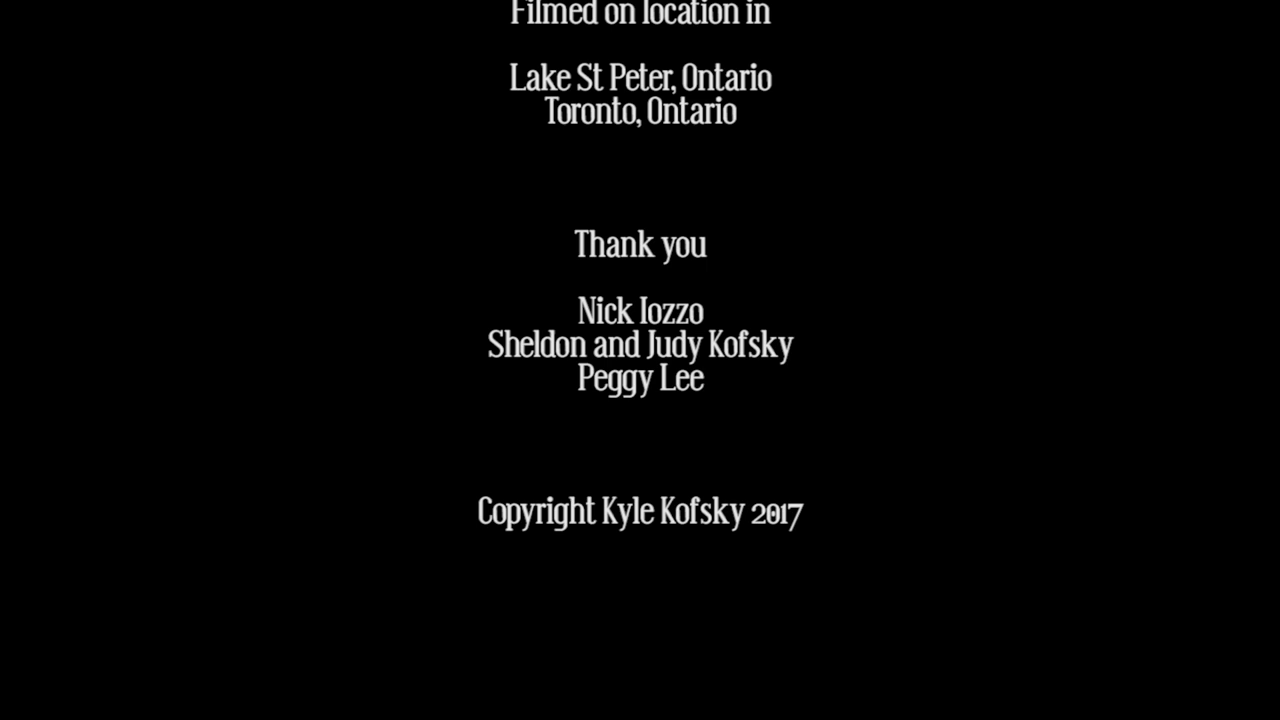 Filmed on location in
Lake St Peter, Ontario
Toronto, Ontario
Thank you
Nick Iozzo
Sheldon and Judy Kofsky
Peggy Lee
Copyright Kyle Kofsky 2017